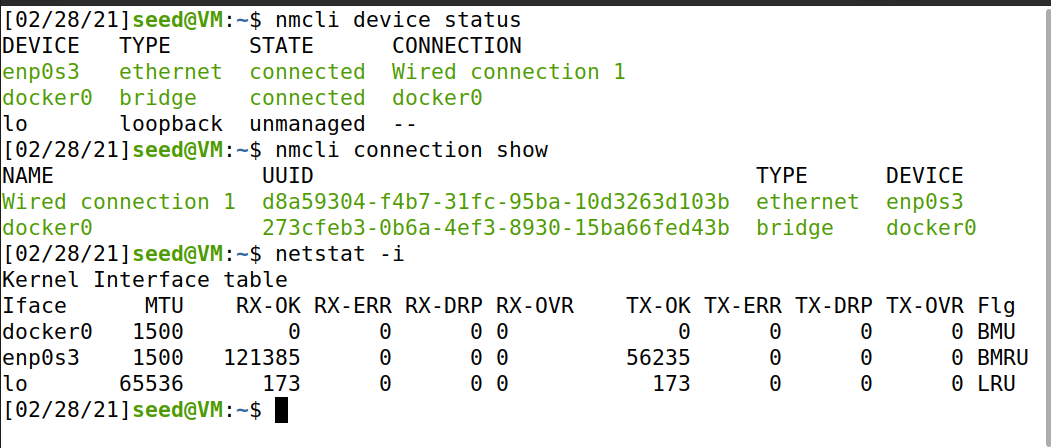 [02/28/21]seed@VM:~$ nmcli device status
DEVICE   TYPE      STATE      CONNECTION
enp0s3   ethernet  connected  Wired connection 1
docker0  bridge    connected  docker0
lo       loopback  unmanaged  --
[02/28/21]seed@VM:~$ nmcli connection show
NAME                UUID                                  TYPE      DEVICE
Wired connection 1  d8a59304-f4b7-31fc-95ba-10d3263d103b  ethernet  enp0s3
docker0             273cfeb3-0b6a-4ef3-8930-15ba66fed43b  bridge    docker0
[02/28/21]seed@VM:~$ netstat -i
Kernel Interface table
Iface      MTU    RX-OK RX-ERR RX-DRP RX-OVR    TX-OK TX-ERR TX-DRP TX-OVR Flg
docker0   1500        0      0      0 0             0      0      0      0 BMU
enp0s3    1500   121385      0      0 0         56235      0      0      0 BMRU
lo       65536      173      0      0 0           173      0      0      0 LRU
[02/28/21]seed@VM:~$